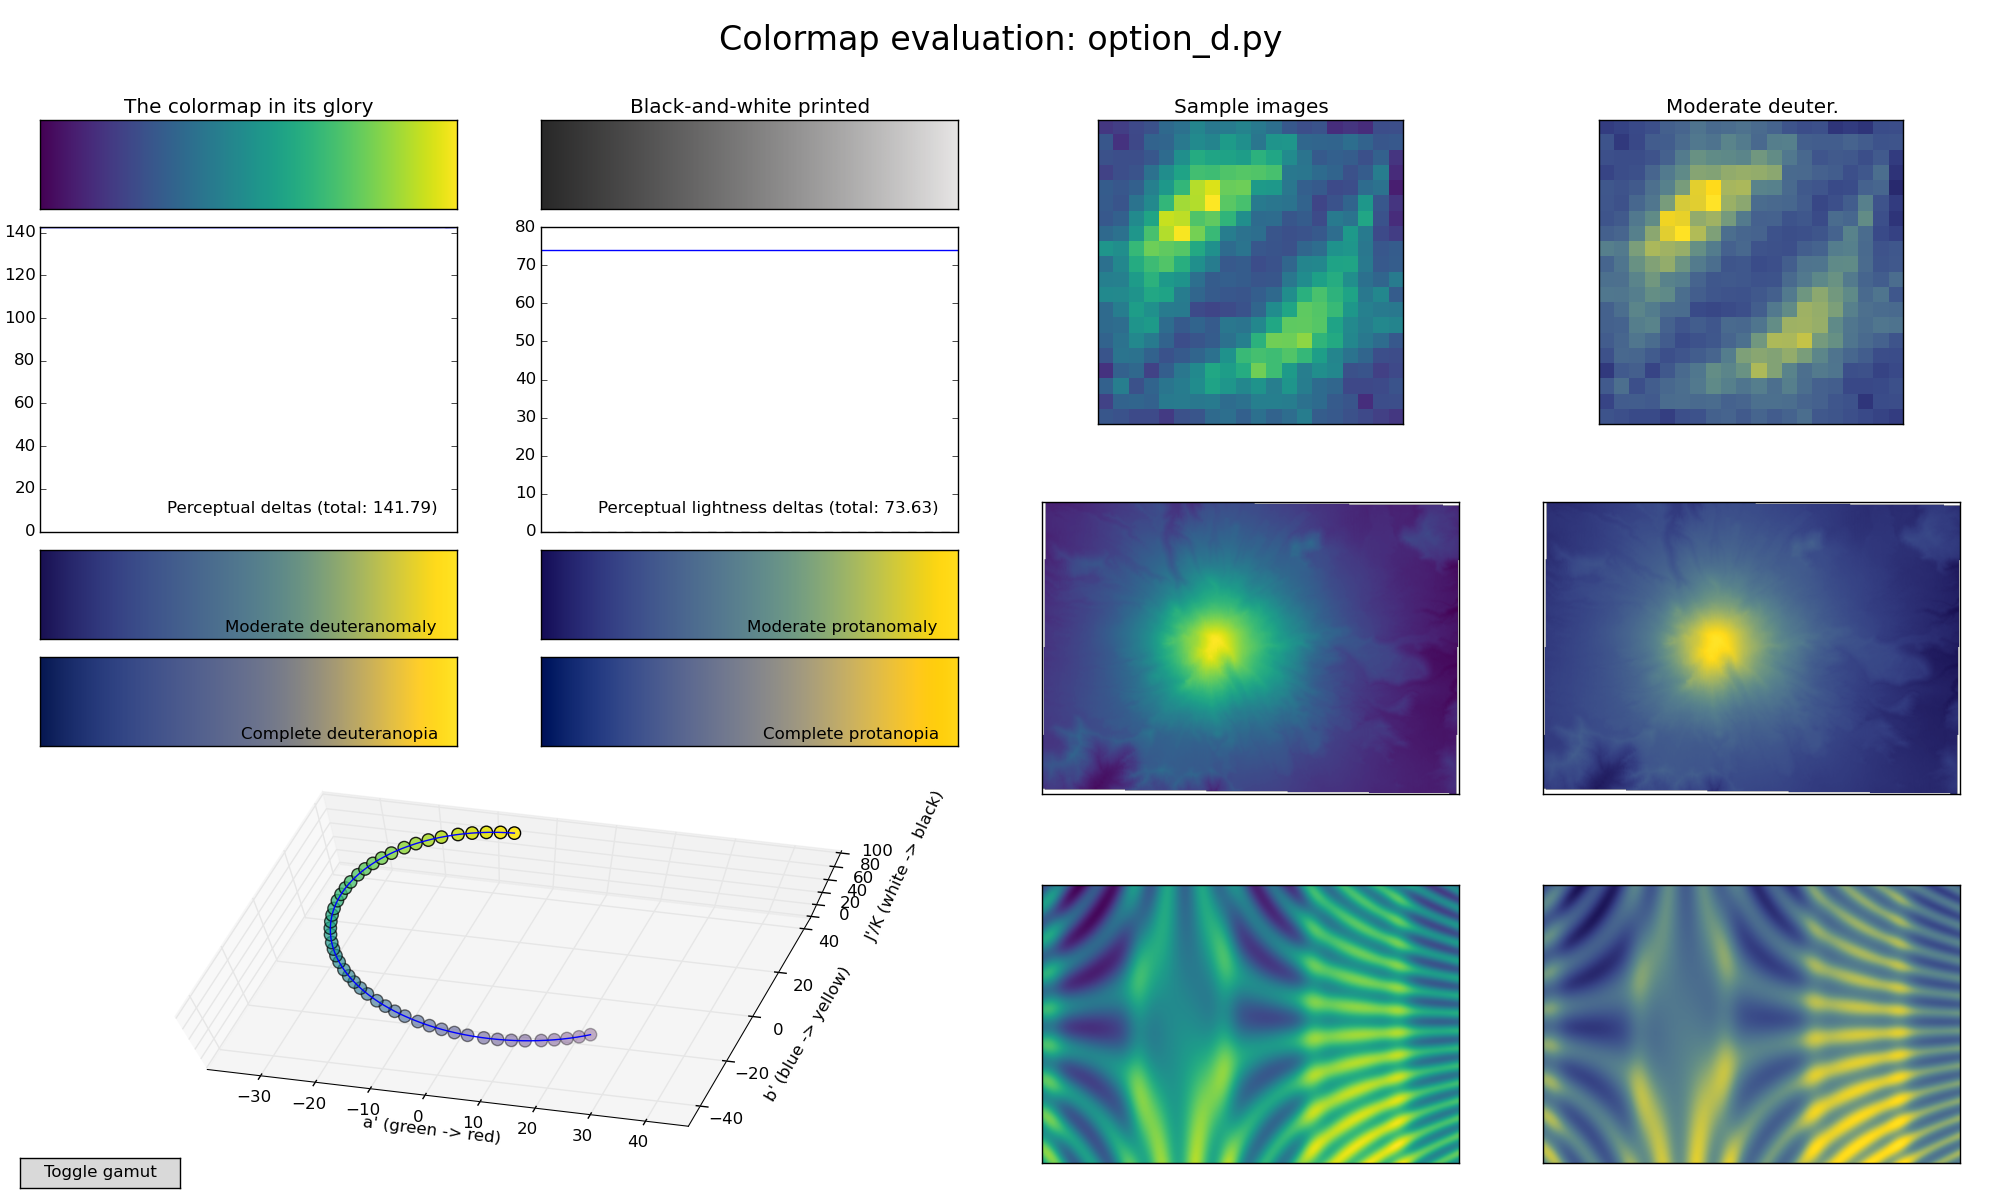 Colormap evaluation: option_d.py
The colormap in its glory
Black-and-white printed
Sample images
Moderate deuter.
140
120
100
80
60
40
20
0
Perceptual deltas (total: 141.79)
80
70
60
50
40
30
20
10
0
Perceptual lightness deltas (total: 73.63)
Moderate deuteranomaly
Moderate protanomaly
Complete deuteranopia
Complete protanopia
100
80
60
40
20
0
J'/K (white -> black)
40
20
0
−20
−40
b' (blue -> yellow)
−30
−20
−10
0
10
20
30
40
a' (green -> red)
Toggle gamut